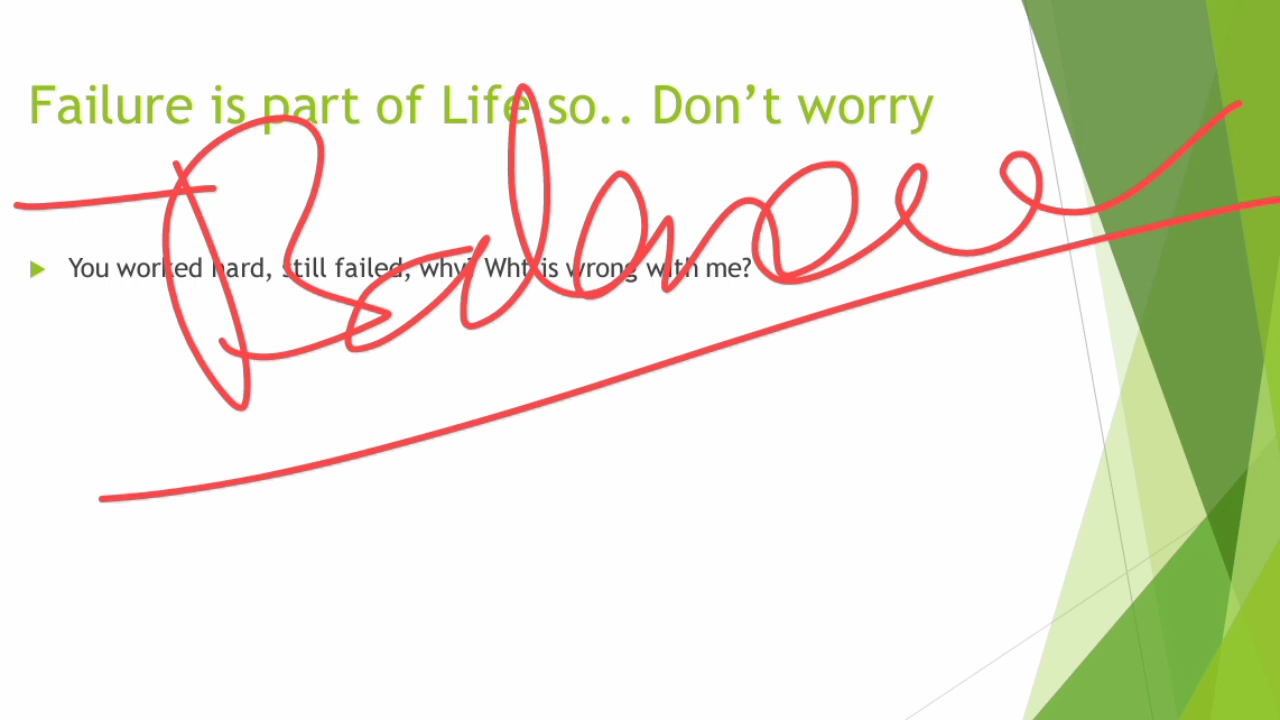 Failure is part of Life so.. Don’t worry
Balance
You worked hard, still failed, why? Wht is wrong with me?